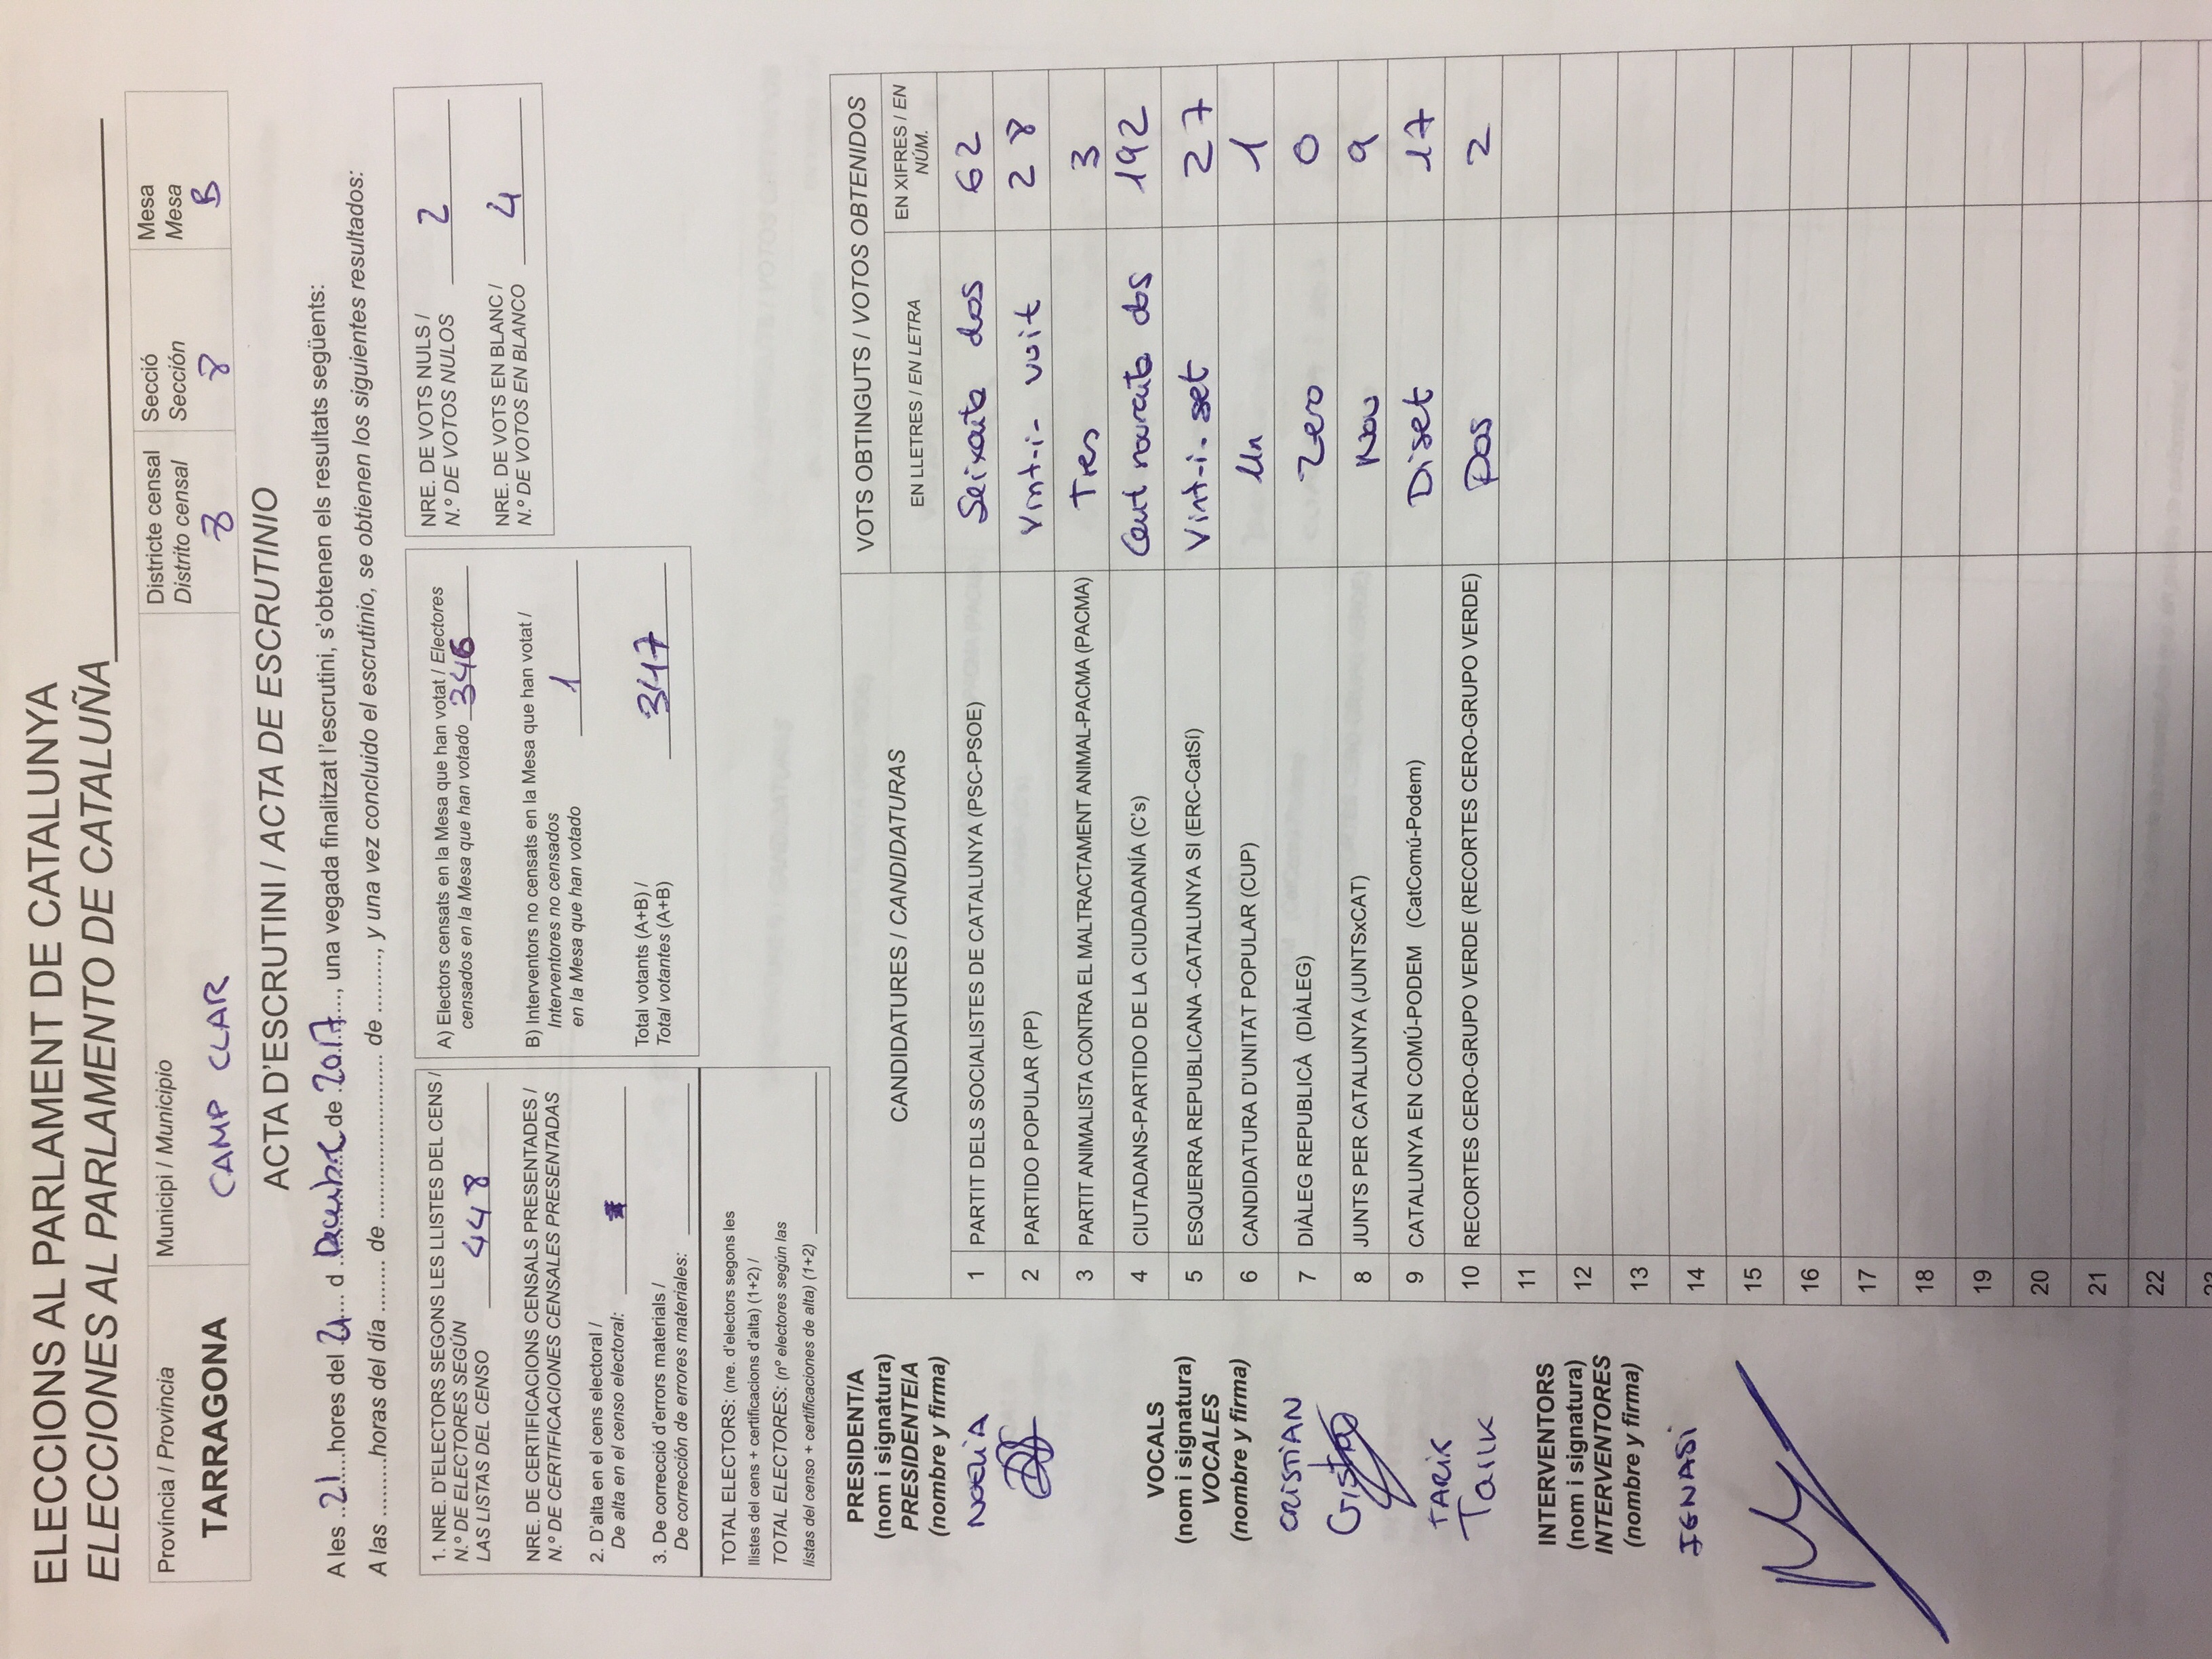 ELECCIONS AL PARLAMENT DE CATALUNYA
ELECCIONES AL PARLAMENTO DE CATALUÑA
Província / Provincia
TARRAGONA
Municipi / Municipio
CAMP CLAR
Districte censal
Distrito censal
8
Secció
Sección
8
Mesa
Mesa
B
ACTA D'ESCRUTINI / ACTA DE ESCRUTINIO
A les ..21....hores del 21.... d ..Decembre de .2017..., una vegada finalitzat l'escrutini, s'obtenen els resultats següents:
A las .........horas del día ........ de ......................... de ........., y una vez concluido el escrutinio, se obtienen los siguientes resultados:
1. NRE. D'ELECTORS SEGONS LES LLISTES DEL CENS /
N.º DE ELECTORES SEGÚN
LAS LISTAS DEL CENSO 448
NRE. DE CERTIFICACIONS CENSALS PRESENTADES /
N.º DE CERTIFICACIONES CENSALES PRESENTADAS
2. D'alta en el cens electoral /
De alta en el censo electoral:
3. De correcció d'errors materials /
De corrección de errores materiales:
TOTAL ELECTORS: (nre. d'electors segons les
llistes del cens + certificacions d'alta) (1+2) /
TOTAL ELECTORES: (nº electores según las
listas del censo + certificaciones de alta) (1+2)
A) Electors censats en la Mesa que han votat / Electores
censados en la Mesa que han votado 346
B) Interventors no censats en la Mesa que han votat /
Interventores no censados
en la Mesa que han votado 1
Total votants (A+B) /
Total votantes (A+B) 347
NRE. DE VOTS NULS /
N.º DE VOTOS NULOS 2
NRE. DE VOTS EN BLANC /
N.º DE VOTOS EN BLANCO 4
PRESIDENT/A
(nom i signatura)
PRESIDENTE/A
(nombre y firma)
NOELIA
VOCALS
(nom i signatura)
VOCALES
(nombre y firma)
CRISTIAN
Cristian
TARIK
Tarik
INTERVENTORS
(nom i signatura)
INTERVENTORES
(nombre y firma)
IGNASI
CANDIDATURES / CANDIDATURAS
VOTS OBTINGUTS / VOTOS OBTENIDOS
EN LLETRES / EN LETRA
EN XIFRES / EN NÚM.
1 PARTIT DELS SOCIALISTES DE CATALUNYA (PSC-PSOE) Seixanta dos 62
2 PARTIDO POPULAR (PP) Vint-i- vuit 28
3 PARTIT ANIMALISTA CONTRA EL MALTRACTAMENT ANIMAL-PACMA (PACMA) Tres 3
4 CIUTADANS-PARTIDO DE LA CIUDADANÍA (C's) Cent noranta dos 192
5 ESQUERRA REPUBLICANA -CATALUNYA SI (ERC-CatSí) Vint-i-set 27
6 CANDIDATURA D'UNITAT POPULAR (CUP) Un 1
7 DIÀLEG REPUBLICÀ (DIÀLEG) Zero 0
8 JUNTS PER CATALUNYA (JUNTSxCAT) Nou 9
9 CATALUNYA EN COMÚ-PODEM (CatComú-Podem) Diset 17
10 RECORTES CERO-GRUPO VERDE (RECORTES CERO-GRUPO VERDE) Dos 2
11
12
13
14
15
16
17
18
19
20
21
22
23